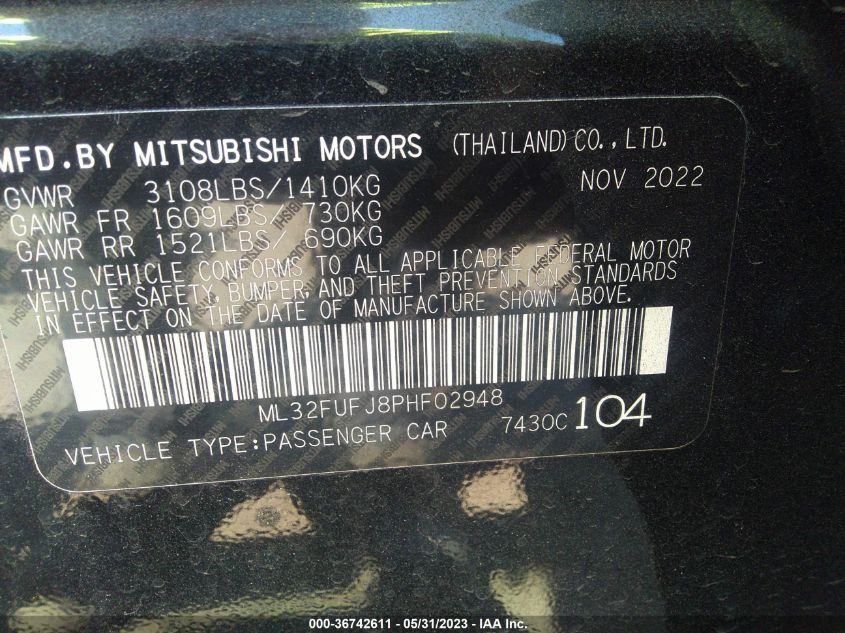 MFD.BY MITSUBISHI MOTORS (THAILAND)CO.,LTD.
GVWR 3108LBS/1410KG NOV 2022
GAWR FR 1609LBS/ 730KG
GAWR RR 1521LBS/ 690KG
THIS VEHICLE CONFORMS TO ALL APPLICABLE FEDERAL MOTOR
VEHICLE SAFETY, BUMPER, AND THEFT PREVENTION STANDARDS
IN EFFECT ON THE DATE OF MANUFACTURE SHOWN ABOVE.
ML32FUFJ8PHF02948
VEHICLE TYPE:PASSENGER CAR 7430C 104
000-36742611 - 05/31/2023 - IAA Inc.